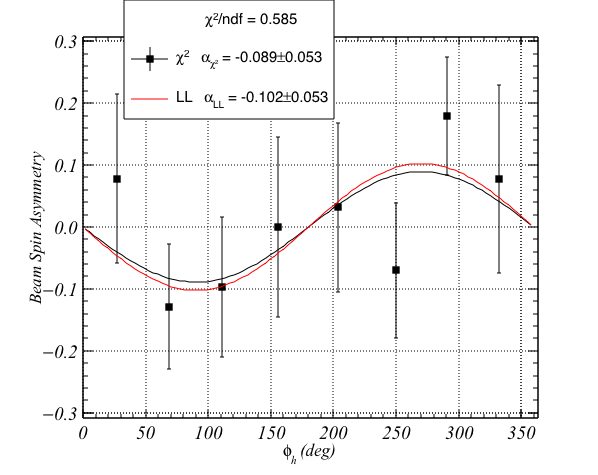 χ²/ndf = 0.585
χ² α_χ² = -0.089±0.053
LL α_LL = -0.102±0.053
Beam Spin Asymmetry
0.3
0.2
0.1
0.0
−0.1
−0.2
−0.3
0 50 100 150 200 250 300 350
ϕ_h (deg)